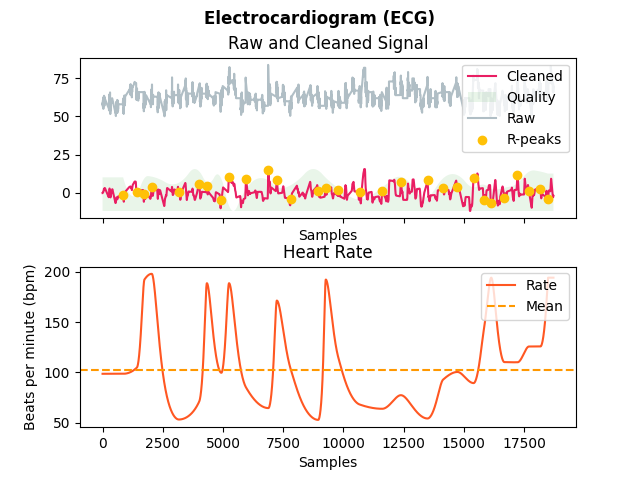 Electrocardiogram (ECG)
Raw and Cleaned Signal
75
50
25
0
Cleaned
Quality
Raw
R-peaks
Samples
Heart Rate
Beats per minute (bpm)
200
150
100
50
Rate
Mean
0 2500 5000 7500 10000 12500 15000 17500
Samples